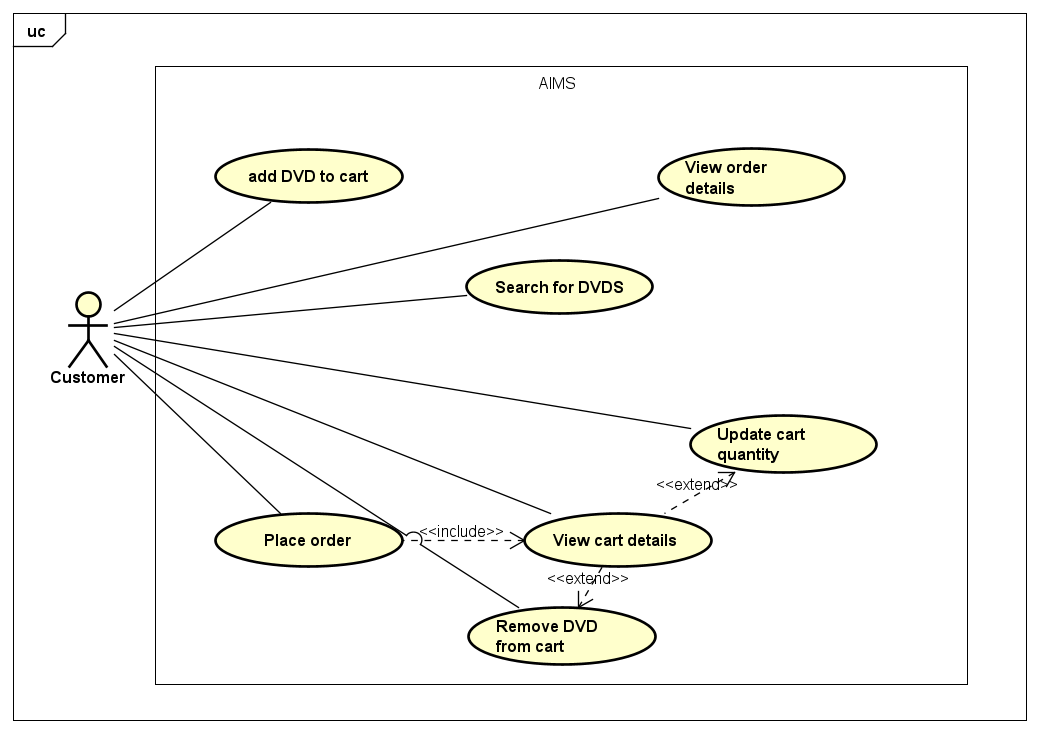 uc
AIMS
add DVD to cart
View order
details
Search for DVDS
Customer
Update cart
quantity
<<extend>>
Place order
<<include>>
View cart details
<<extend>>
Remove DVD
from cart